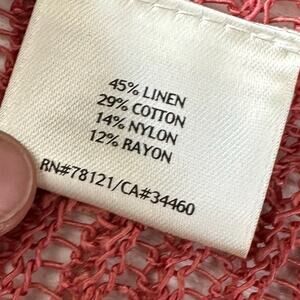 45% LINEN
29% COTTON
14% NYLON
12% RAYON
RN#78121/CA#34460